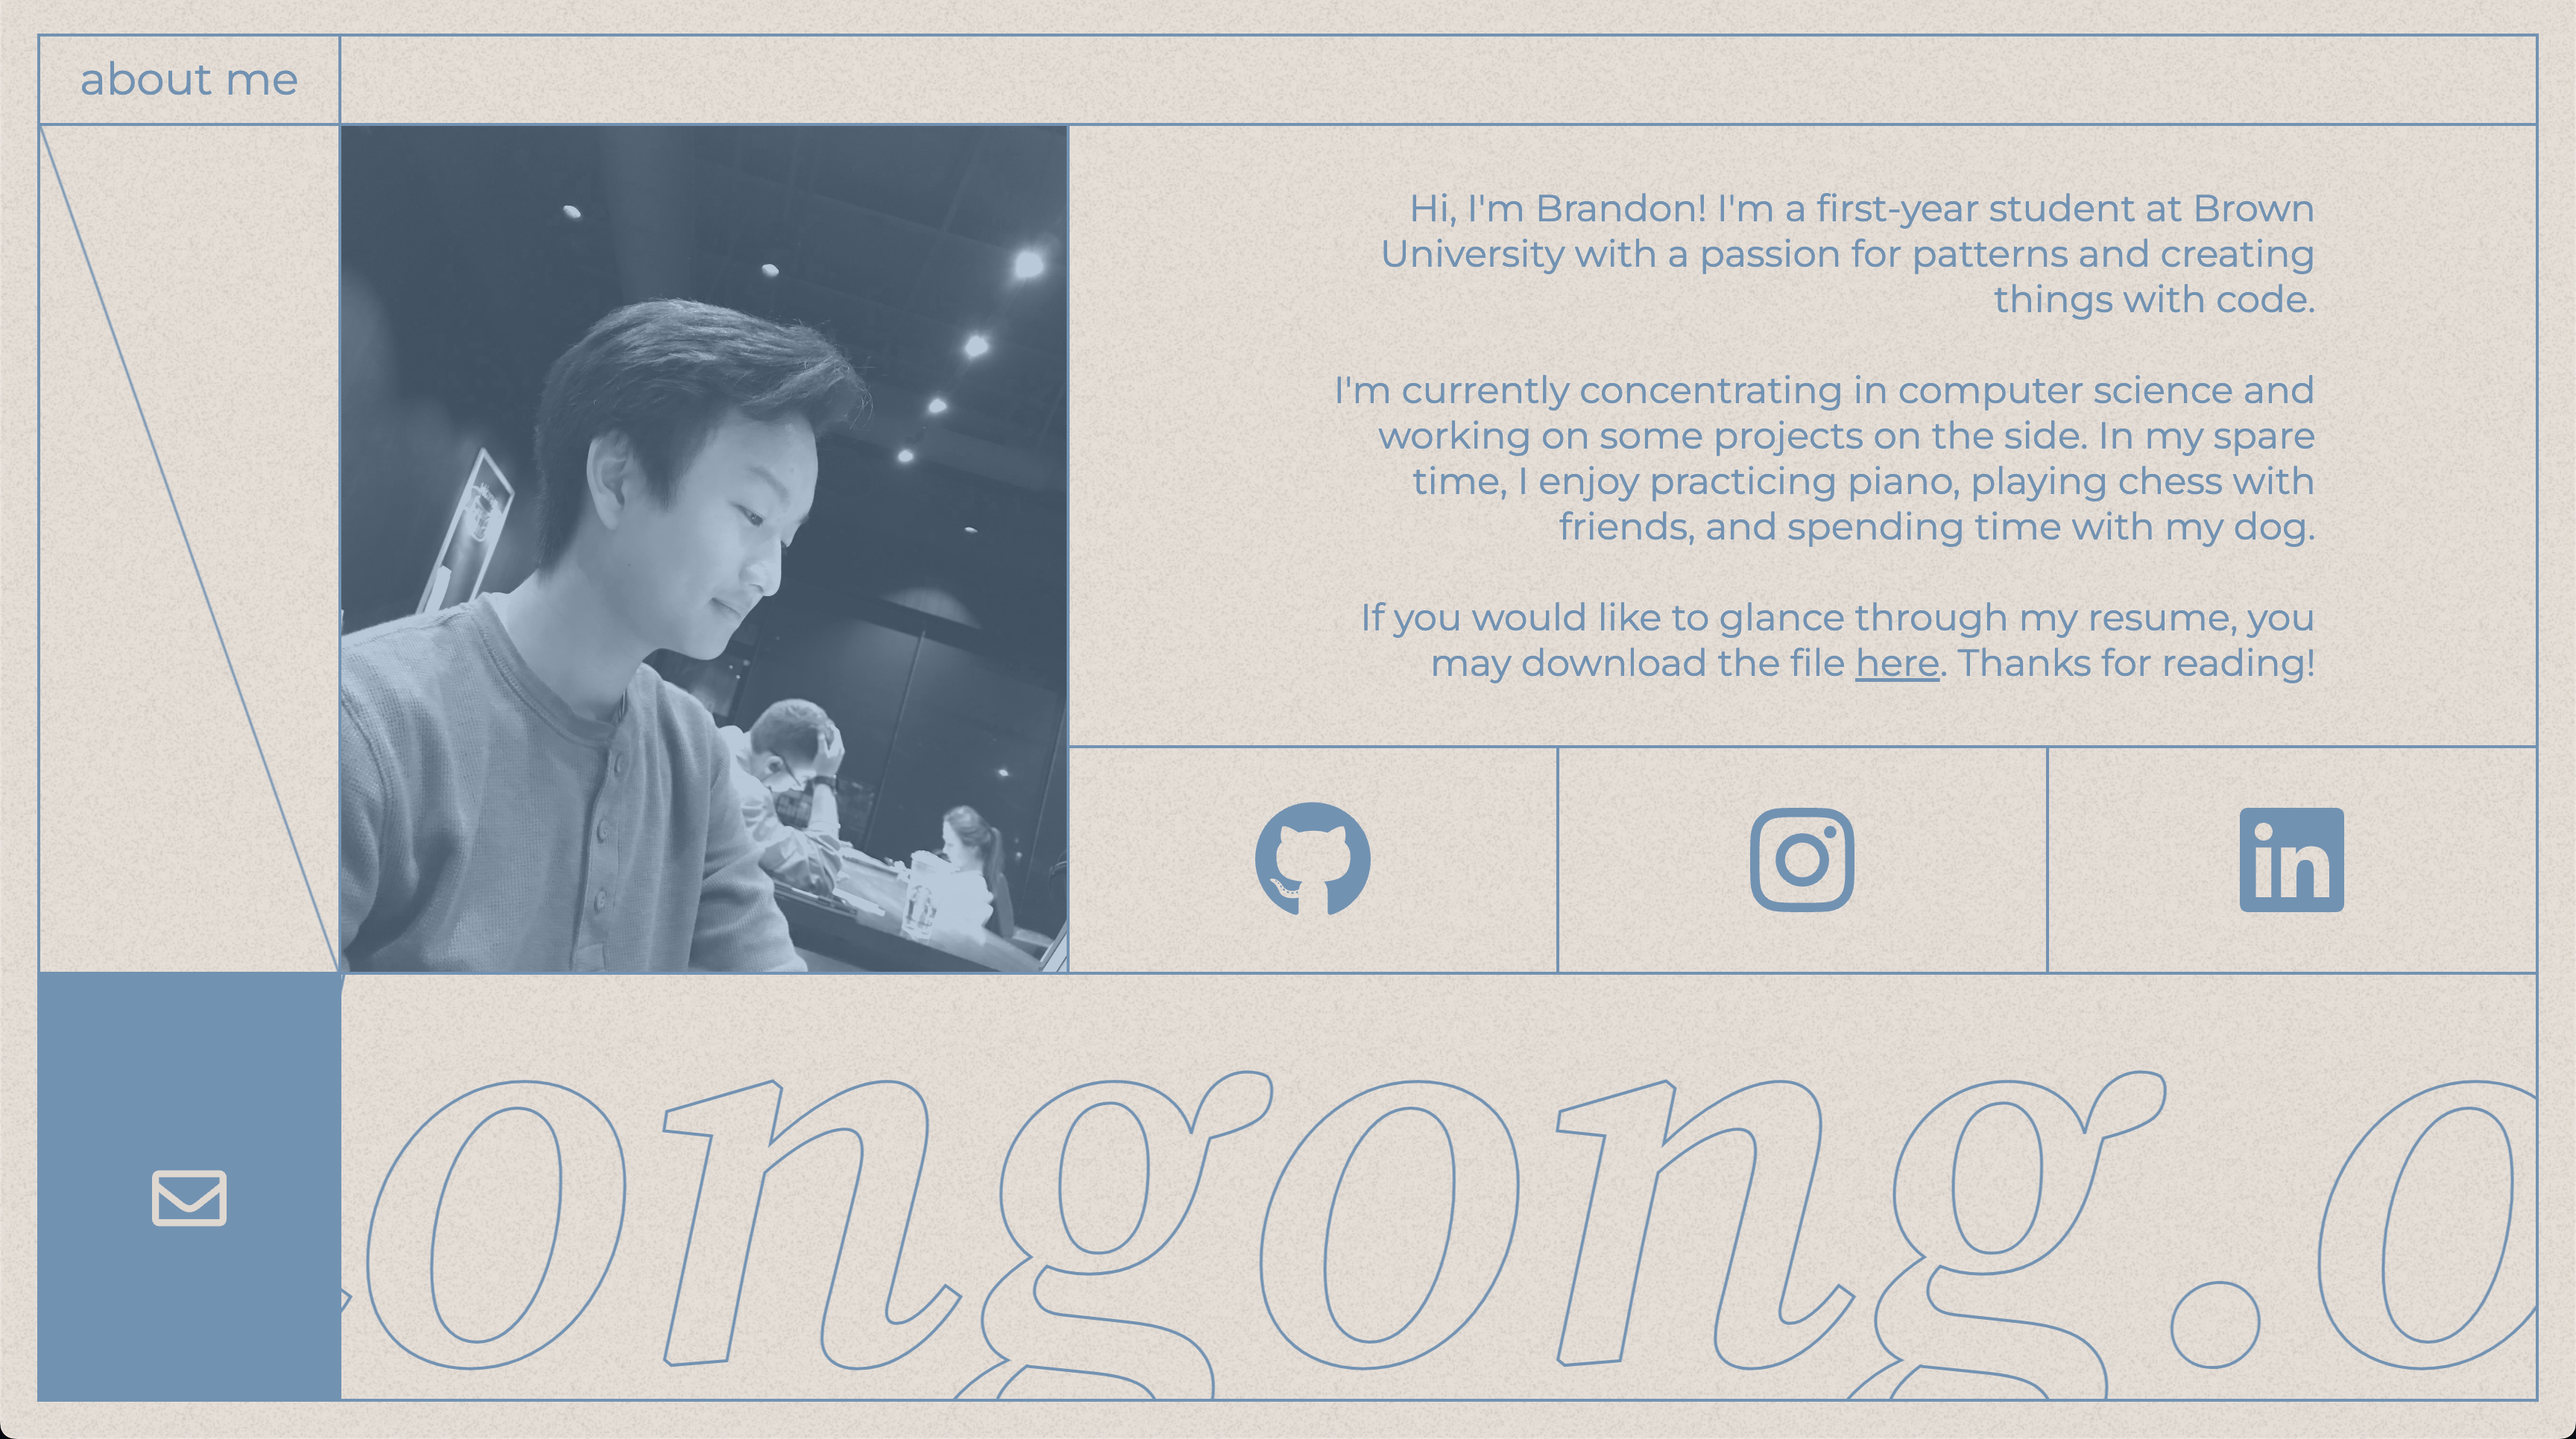 about me
Hi, I'm Brandon! I'm a first-year student at Brown
University with a passion for patterns and creating
things with code.
I'm currently concentrating in computer science and
working on some projects on the side. In my spare
time, I enjoy practicing piano, playing chess with
friends, and spending time with my dog.
If you would like to glance through my resume, you
may download the file here. Thanks for reading!
in
ongong.o